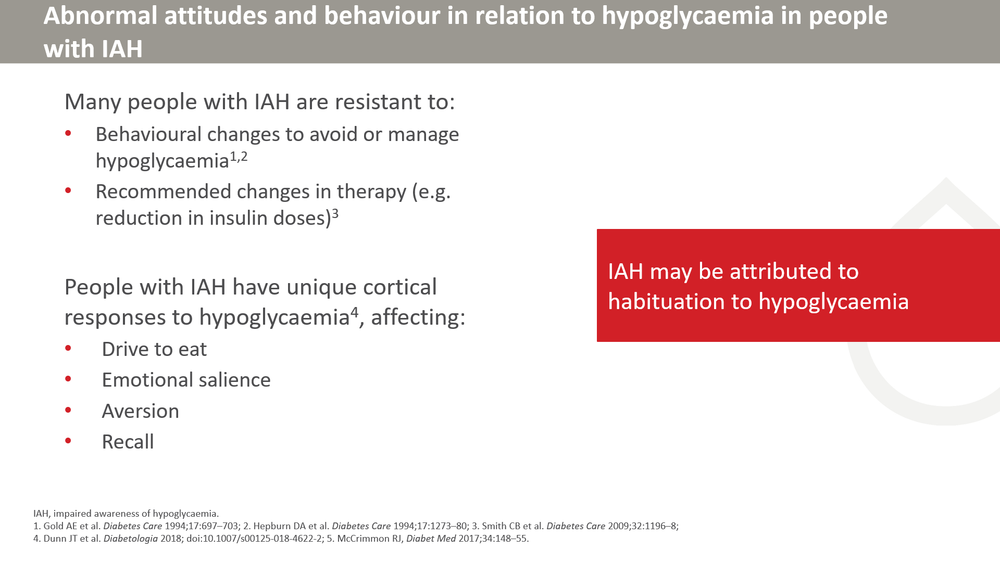 Abnormal attitudes and behaviour in relation to hypoglycaemia in people
with IAH
Many people with IAH are resistant to:
• Behavioural changes to avoid or manage
hypoglycaemia1,2
• Recommended changes in therapy (e.g.
reduction in insulin doses)3
People with IAH have unique cortical
responses to hypoglycaemia4, affecting:
• Drive to eat
• Emotional salience
• Aversion
• Recall
IAH may be attributed to
habituation to hypoglycaemia
IAH, impaired awareness of hypoglycaemia.
1. Gold AE et al. Diabetes Care 1994;17:697–703; 2. Hepburn DA et al. Diabetes Care 1994;17:1273–80; 3. Smith CB et al. Diabetes Care 2009;32:1196–8;
4. Dunn JT et al. Diabetologia 2018; doi:10.1007/s00125-018-4622-2; 5. McCrimmon RJ, Diabet Med 2017;34:148–55.